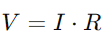 V = I · R